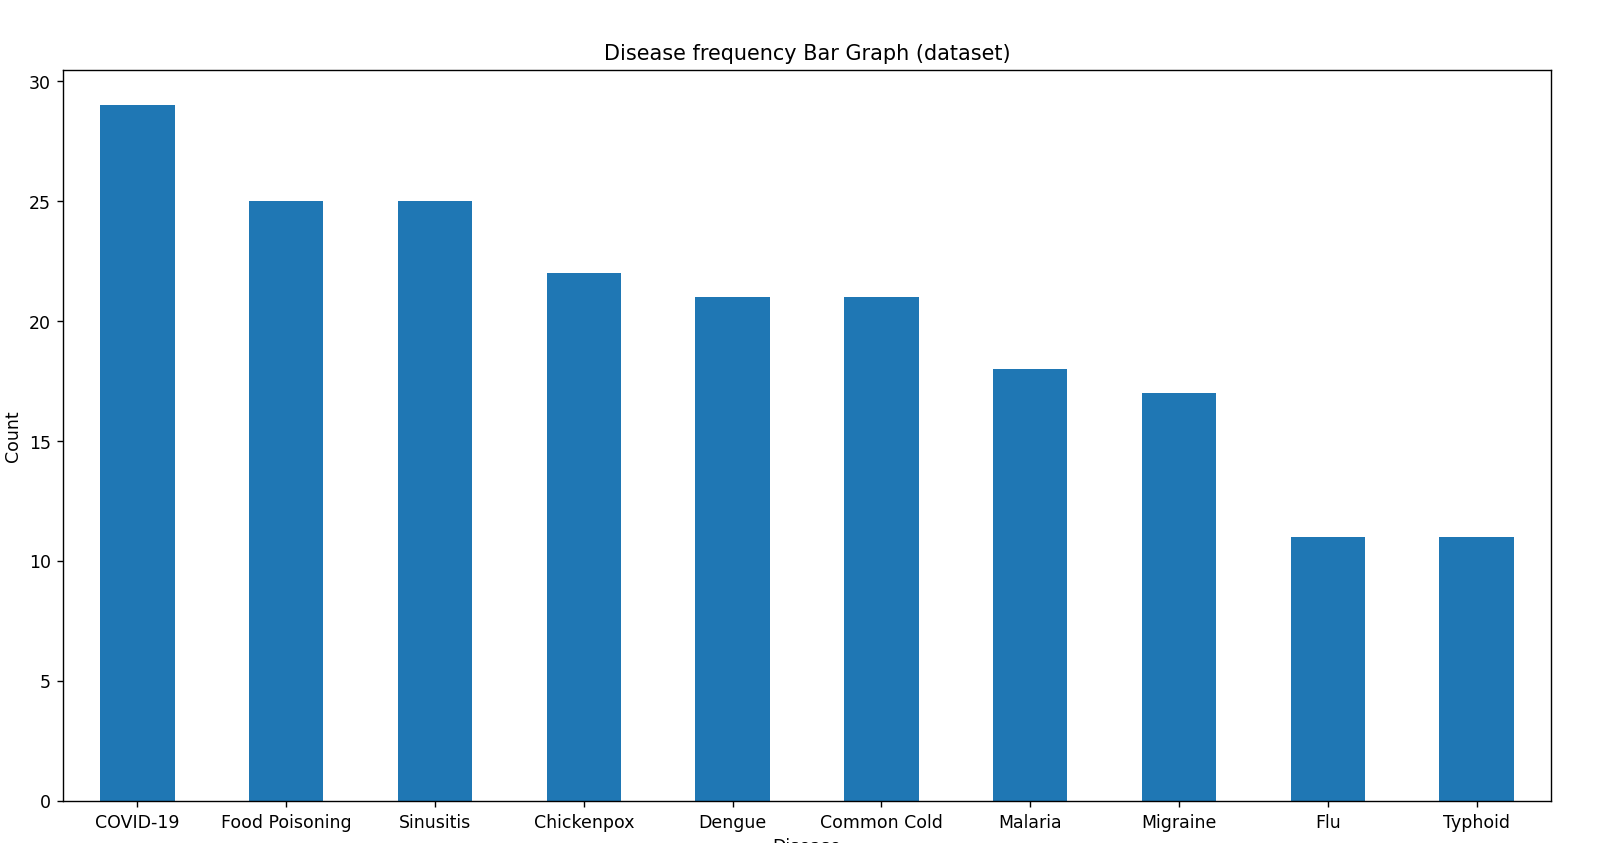 Disease frequency Bar Graph (dataset)
30
25
20
15
10
5
0
Count
COVID-19 Food Poisoning Sinusitis Chickenpox Dengue Common Cold Malaria Migraine Flu Typhoid
Disease